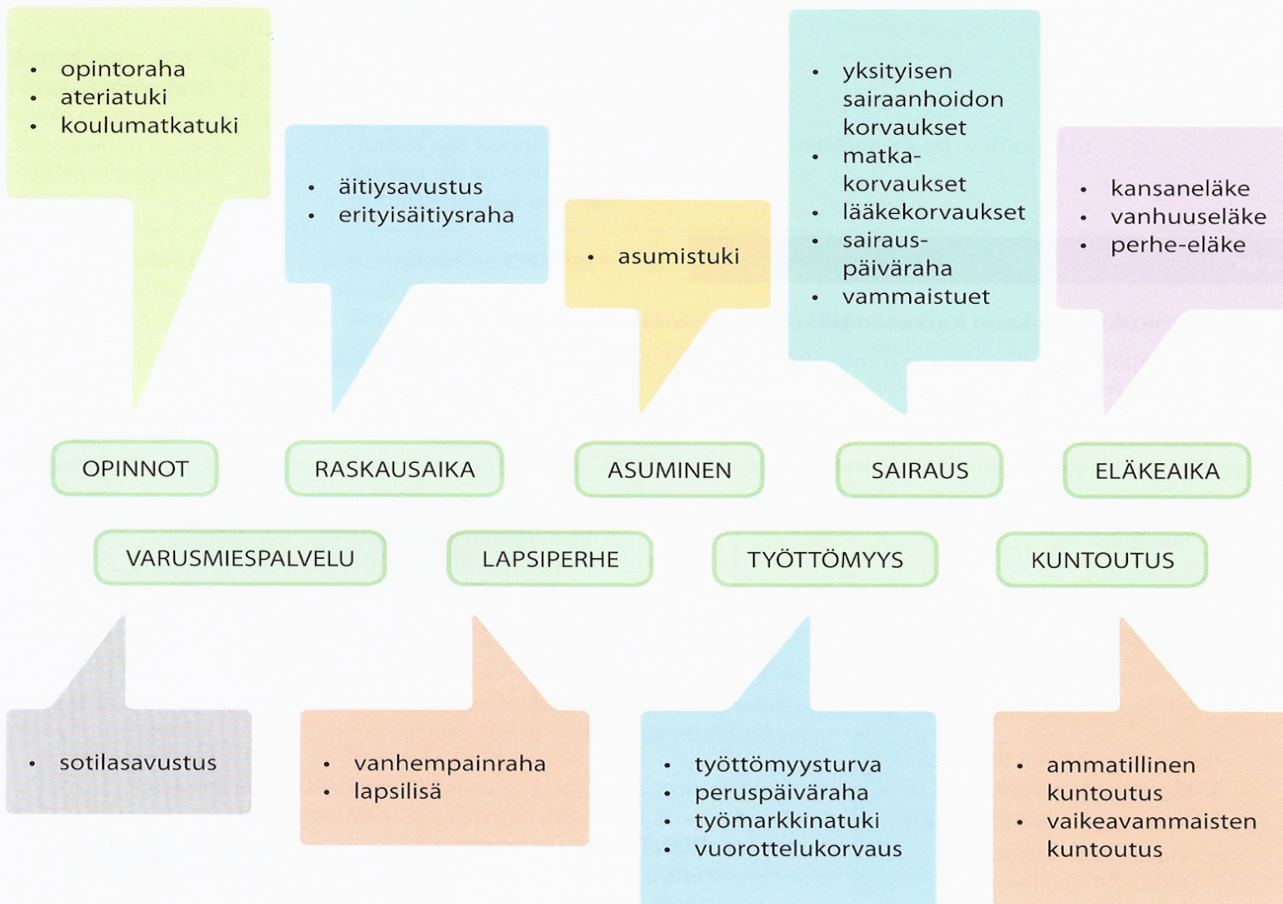 • opintoraha
• ateriatuki
• koulumatkatuki
• äitiysavustus
• erityisäitiysraha
• asumistuki
• yksityisen
sairaanhoidon
korvaukset
• matka-
korvaukset
• lääkekorvaukset
• sairaus-
päiväraha
• vammaistuet
• kansaneläke
• vanhuuseläke
• perhe-eläke
OPINNOT
RASKAUSAIKA
ASUMINEN
SAIRAUS
ELÄKEAIKA
VARUSMIESPALVELU
LAPSIPERHE
TYÖTTÖMYYS
KUNTOUTUS
• sotilasavustus
• vanhempainraha
• lapsilisä
• työttömyysturva
• peruspäiväraha
• työmarkkinatuki
• vuorottelukorvaus
• ammatillinen
kuntoutus
• vaikeavammaisten
kuntoutus